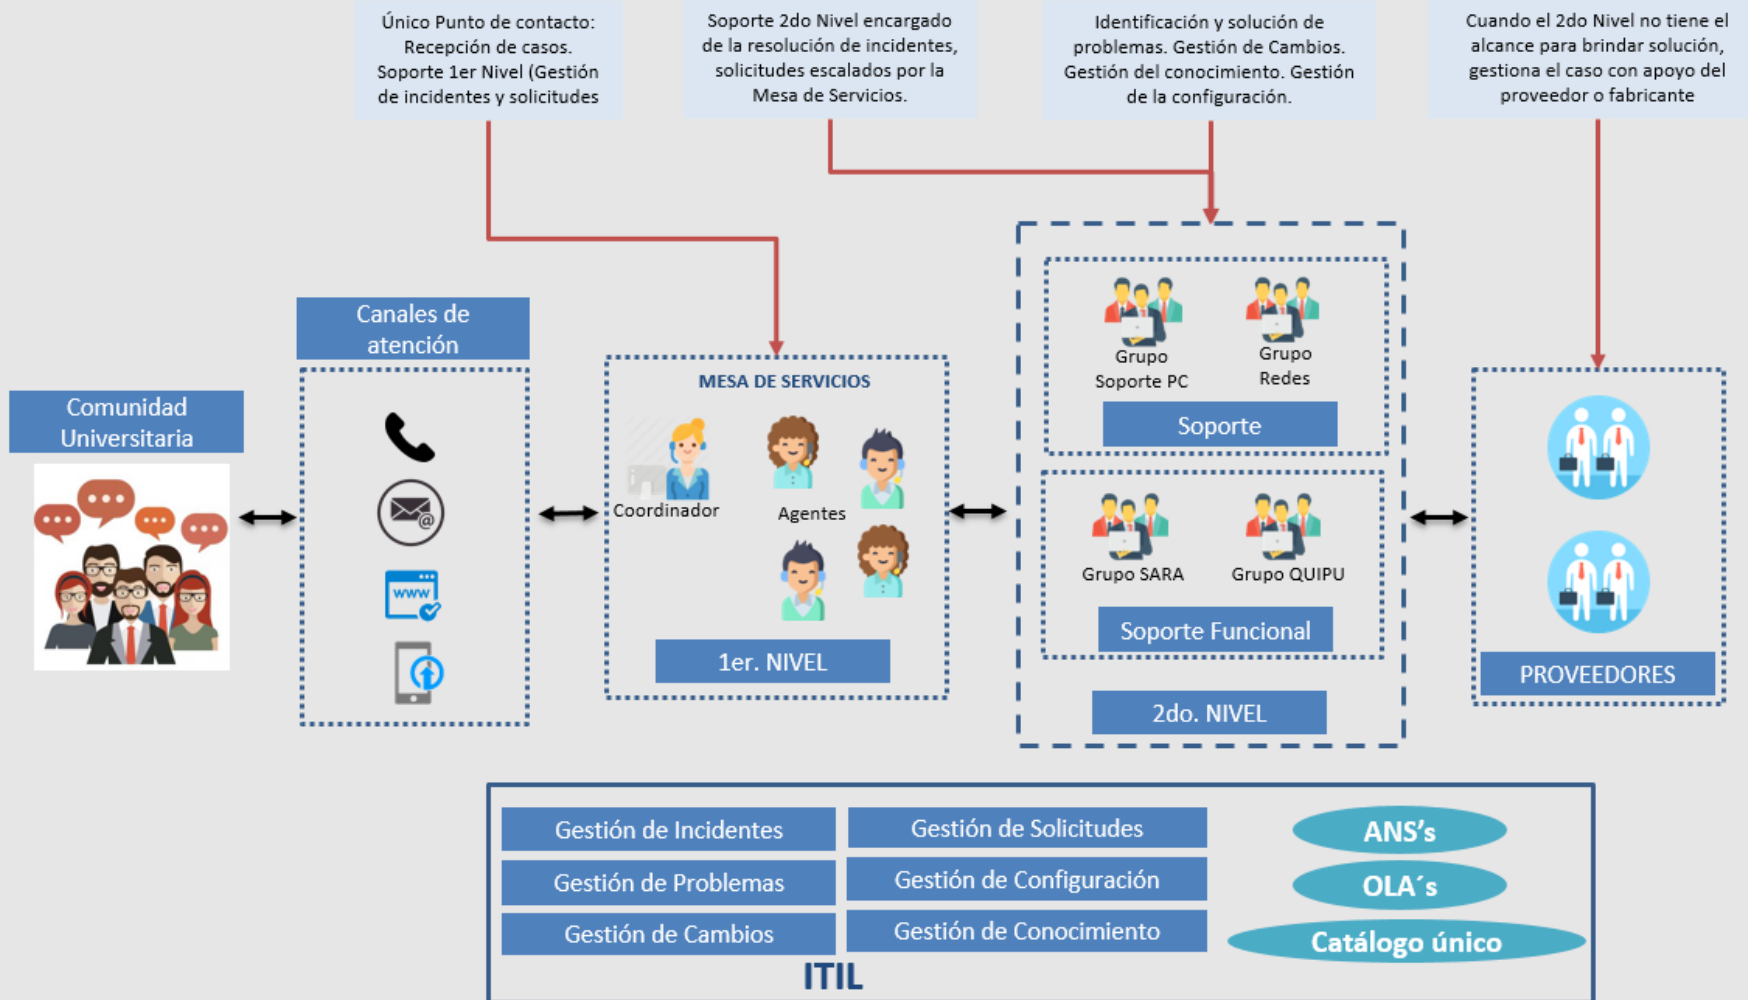 Único Punto de contacto:
Recepción de casos.
Soporte 1er Nivel (Gestión
de incidentes y solicitudes
Soporte 2do Nivel encargado
de la resolución de incidentes,
solicitudes escalados por la
Mesa de Servicios.
Identificación y solución de
problemas. Gestión de Cambios.
Gestión del conocimiento. Gestión
de la configuración.
Cuando el 2do Nivel no tiene el
alcance para brindar solución,
gestiona el caso con apoyo del
proveedor o fabricante
Comunidad
Universitaria
Canales de
atención
@
www
MESA DE SERVICIOS
Coordinador
Agentes
1er. NIVEL
Grupo
Soporte PC
Grupo
Redes
Soporte
Grupo SARA
Grupo QUIPU
Soporte Funcional
2do. NIVEL
PROVEEDORES
Gestión de Incidentes
Gestión de Solicitudes
ANS's
Gestión de Problemas
Gestión de Configuración
OLA´s
Gestión de Cambios
Gestión de Conocimiento
Catálogo único
ITIL